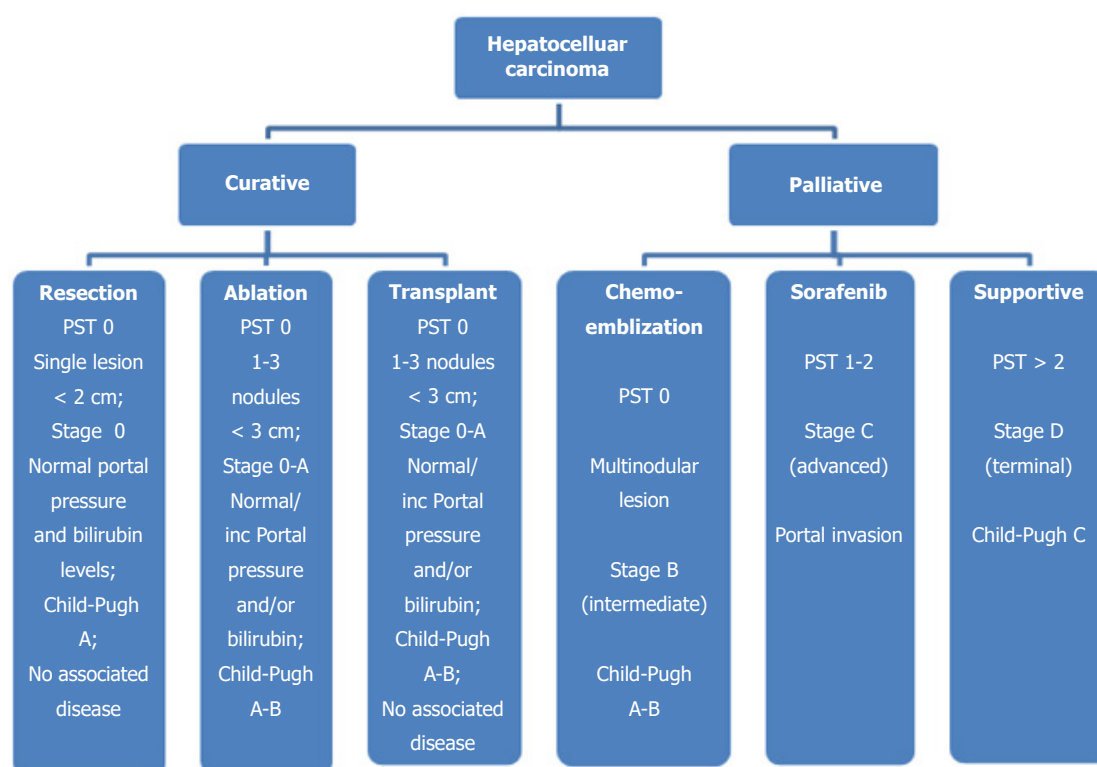 Hepatocelluar
carcinoma
Curative
Palliative
Resection
PST 0
Single lesion
< 2 cm;
Stage 0
Normal portal
pressure
and bilirubin
levels;
Child-Pugh
A;
No associated
disease
Ablation
PST 0
1-3
nodules
< 3 cm;
Stage 0-A
Normal/
inc Portal
pressure
and/or
bilirubin;
Child-Pugh
A-B
Transplant
PST 0
1-3 nodules
< 3 cm;
Stage 0-A
Normal/
inc Portal
pressure
and/or
bilirubin;
Child-Pugh
A-B;
No associated
disease
Chemo-
emblization
PST 0
Multinodular
lesion
Stage B
(intermediate)
Child-Pugh
A-B
Sorafenib
PST 1-2
Stage C
(advanced)
Portal invasion
Supportive
PST > 2
Stage D
(terminal)
Child-Pugh C